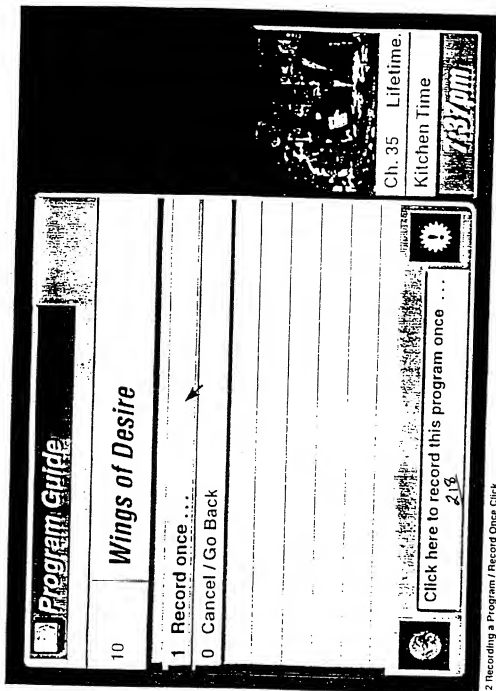 Program Guide
10 Wings of Desire
1 Record once ...
0 Cancel / Go Back
Click here to record this program once ...
218
Ch. 35 Lifetime.
Kitchen Time
7:37pm
2 Recording a Program / Record Once Click